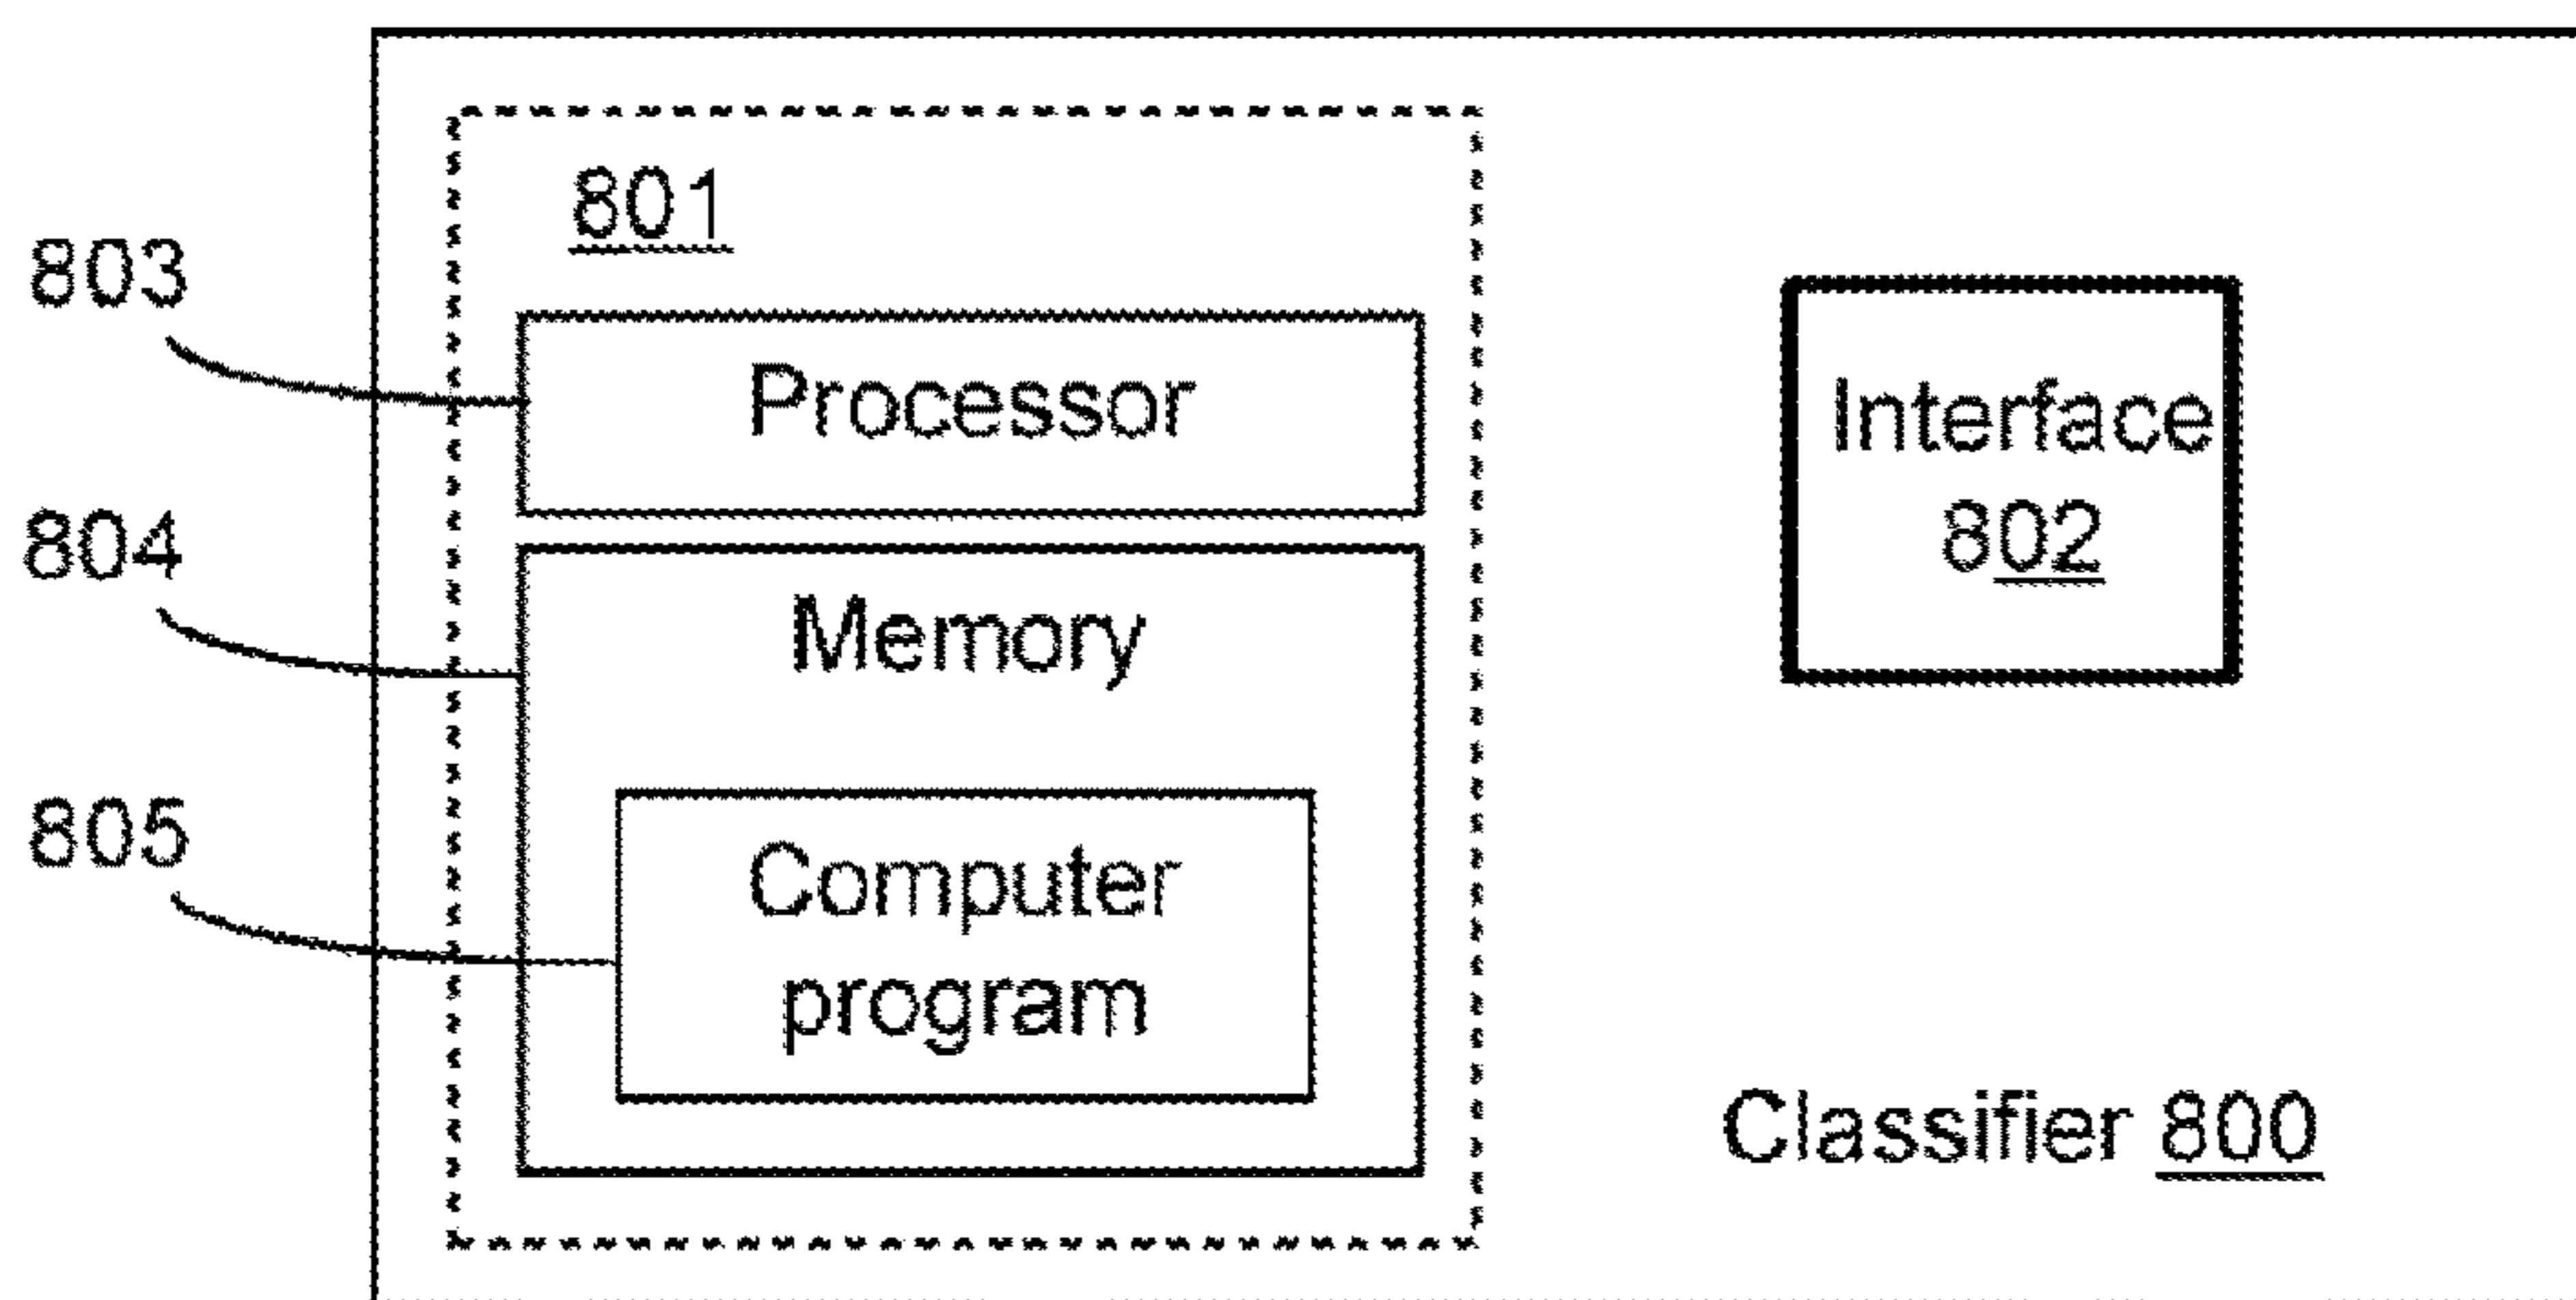 801
803
Processor
Interface
802
804
Memory
805
Computer
program
Classifier 800